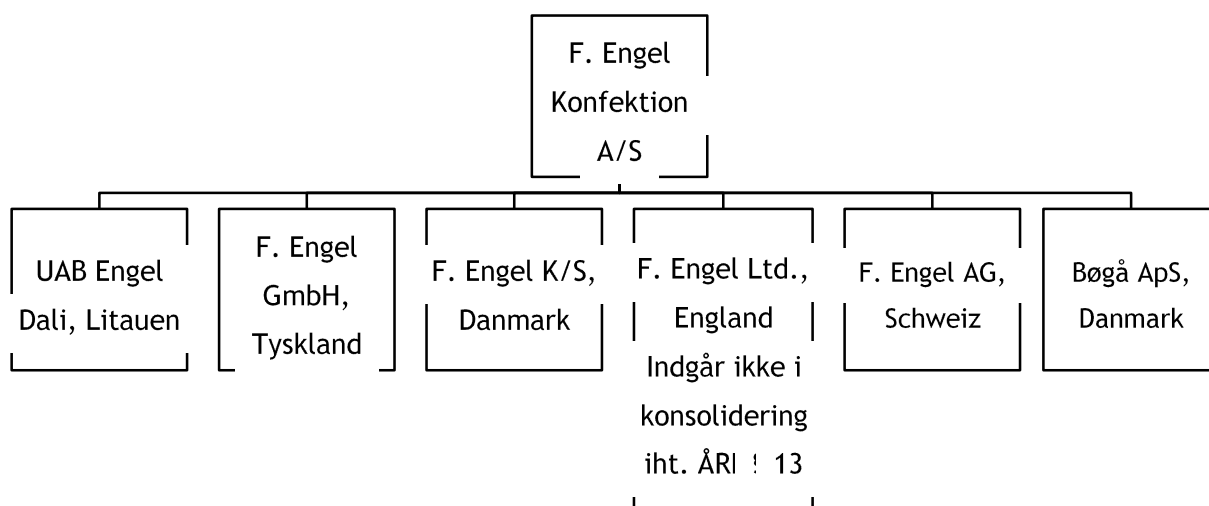 F. Engel
Konfektion
A/S
UAB Engel
Dali, Litauen
F. Engel
GmbH,
Tyskland
F. Engel K/S,
Danmark
F. Engel Ltd.,
England
Indgår ikke i
konsolidering
iht. 13
F. Engel AG,
Schweiz
Bøgå ApS,
Danmark